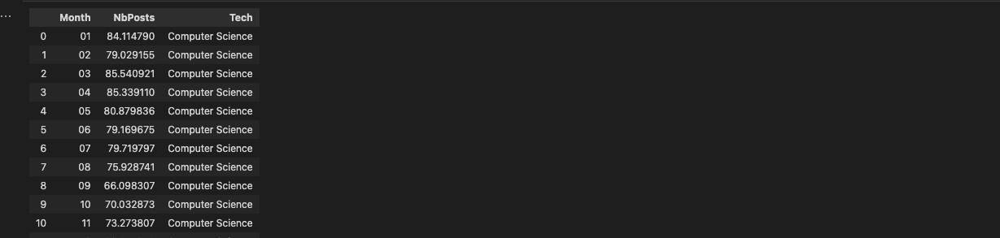 ...
Month NbPosts Tech
0 01 84.114790 Computer Science
1 02 79.029155 Computer Science
2 03 85.540921 Computer Science
3 04 85.339110 Computer Science
4 05 80.879836 Computer Science
5 06 79.169675 Computer Science
6 07 79.719797 Computer Science
7 08 75.928741 Computer Science
8 09 66.098307 Computer Science
9 10 70.032873 Computer Science
10 11 73.273807 Computer Science